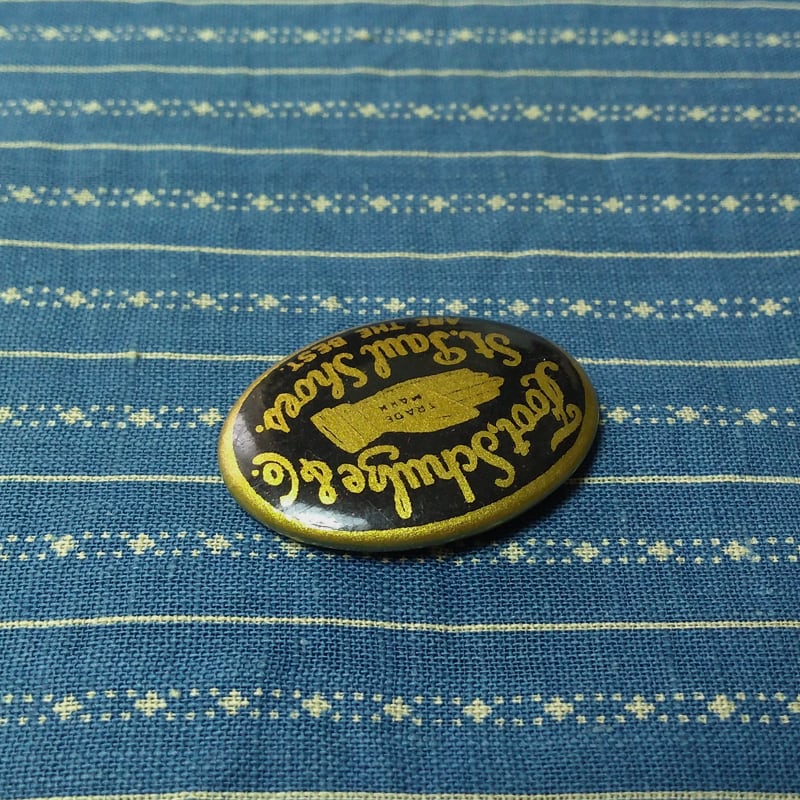 Foot Schulze & Co.
TRADE
MARK
St. Paul Shoes.
ARE THE BEST.